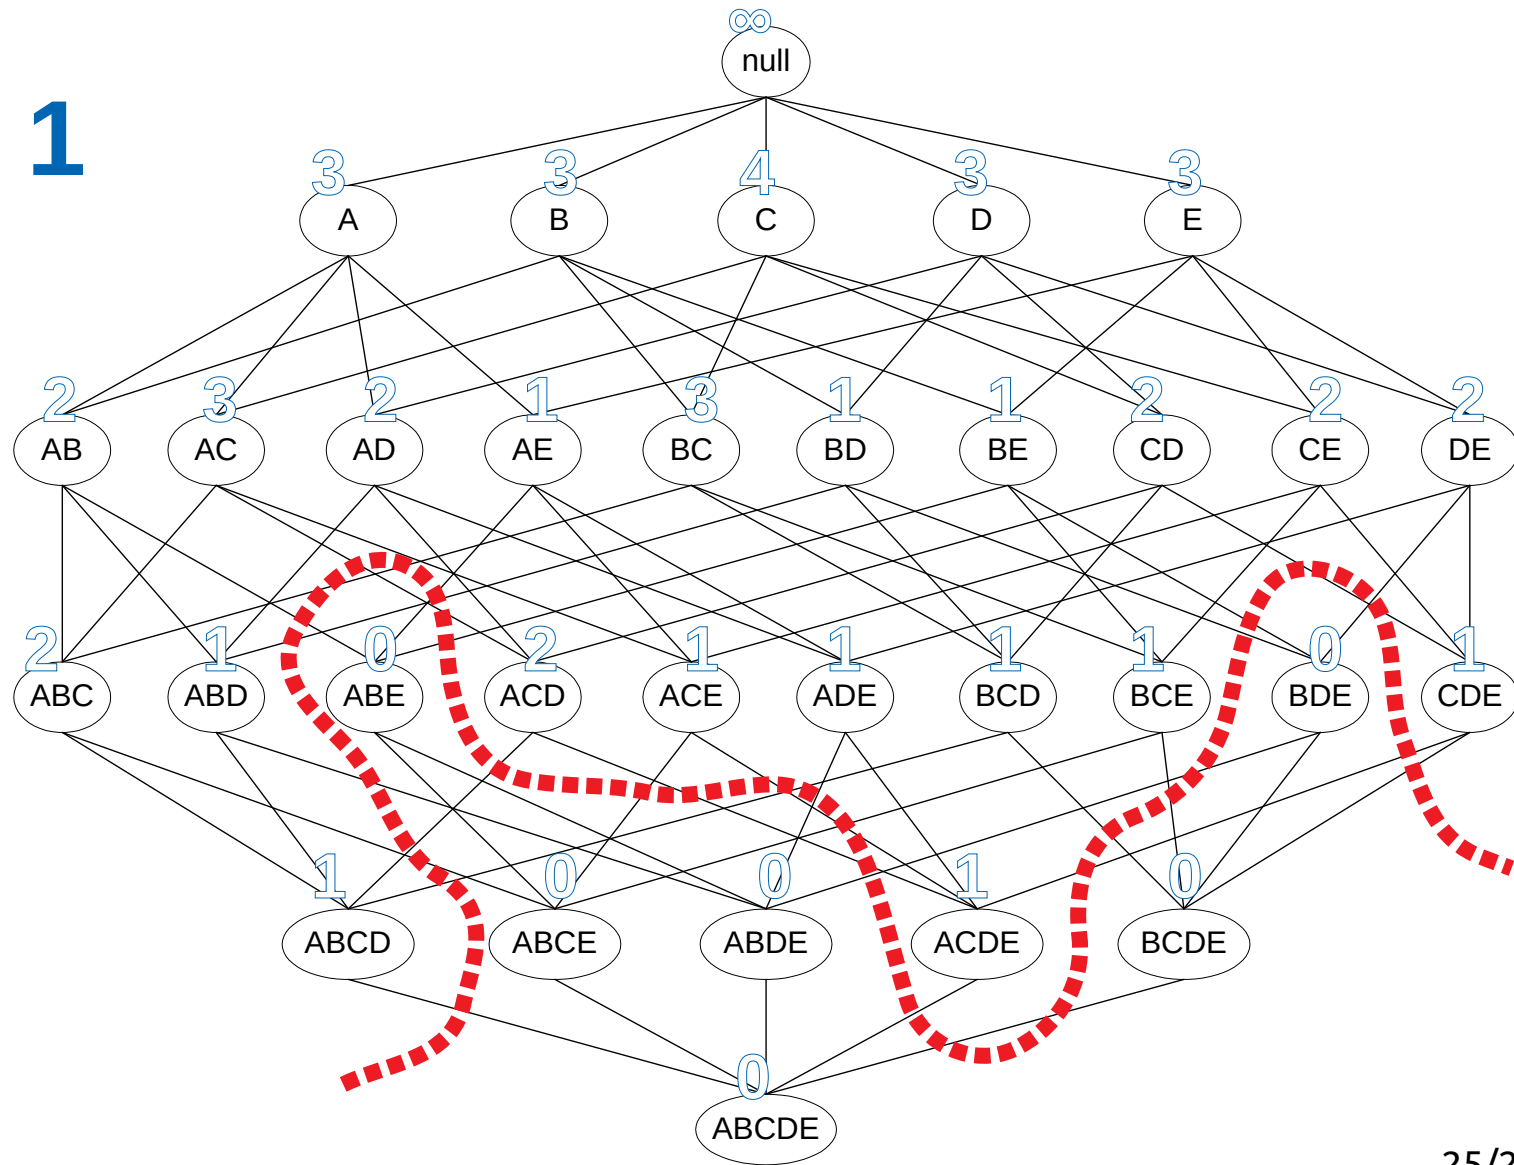 ∞
null
1
3 3 4 3 3
A B C D E
2 3 2 1 3 1 1 2 2 2
AB AC AD AE BC BD BE CD CE DE
2 1 0 2 1 1 1 1 0 1
ABC ABD ABE ACD ACE ADE BCD BCE BDE CDE
1 0 0 1 0
ABCD ABCE ABDE ACDE BCDE
0
ABCDE
25/2